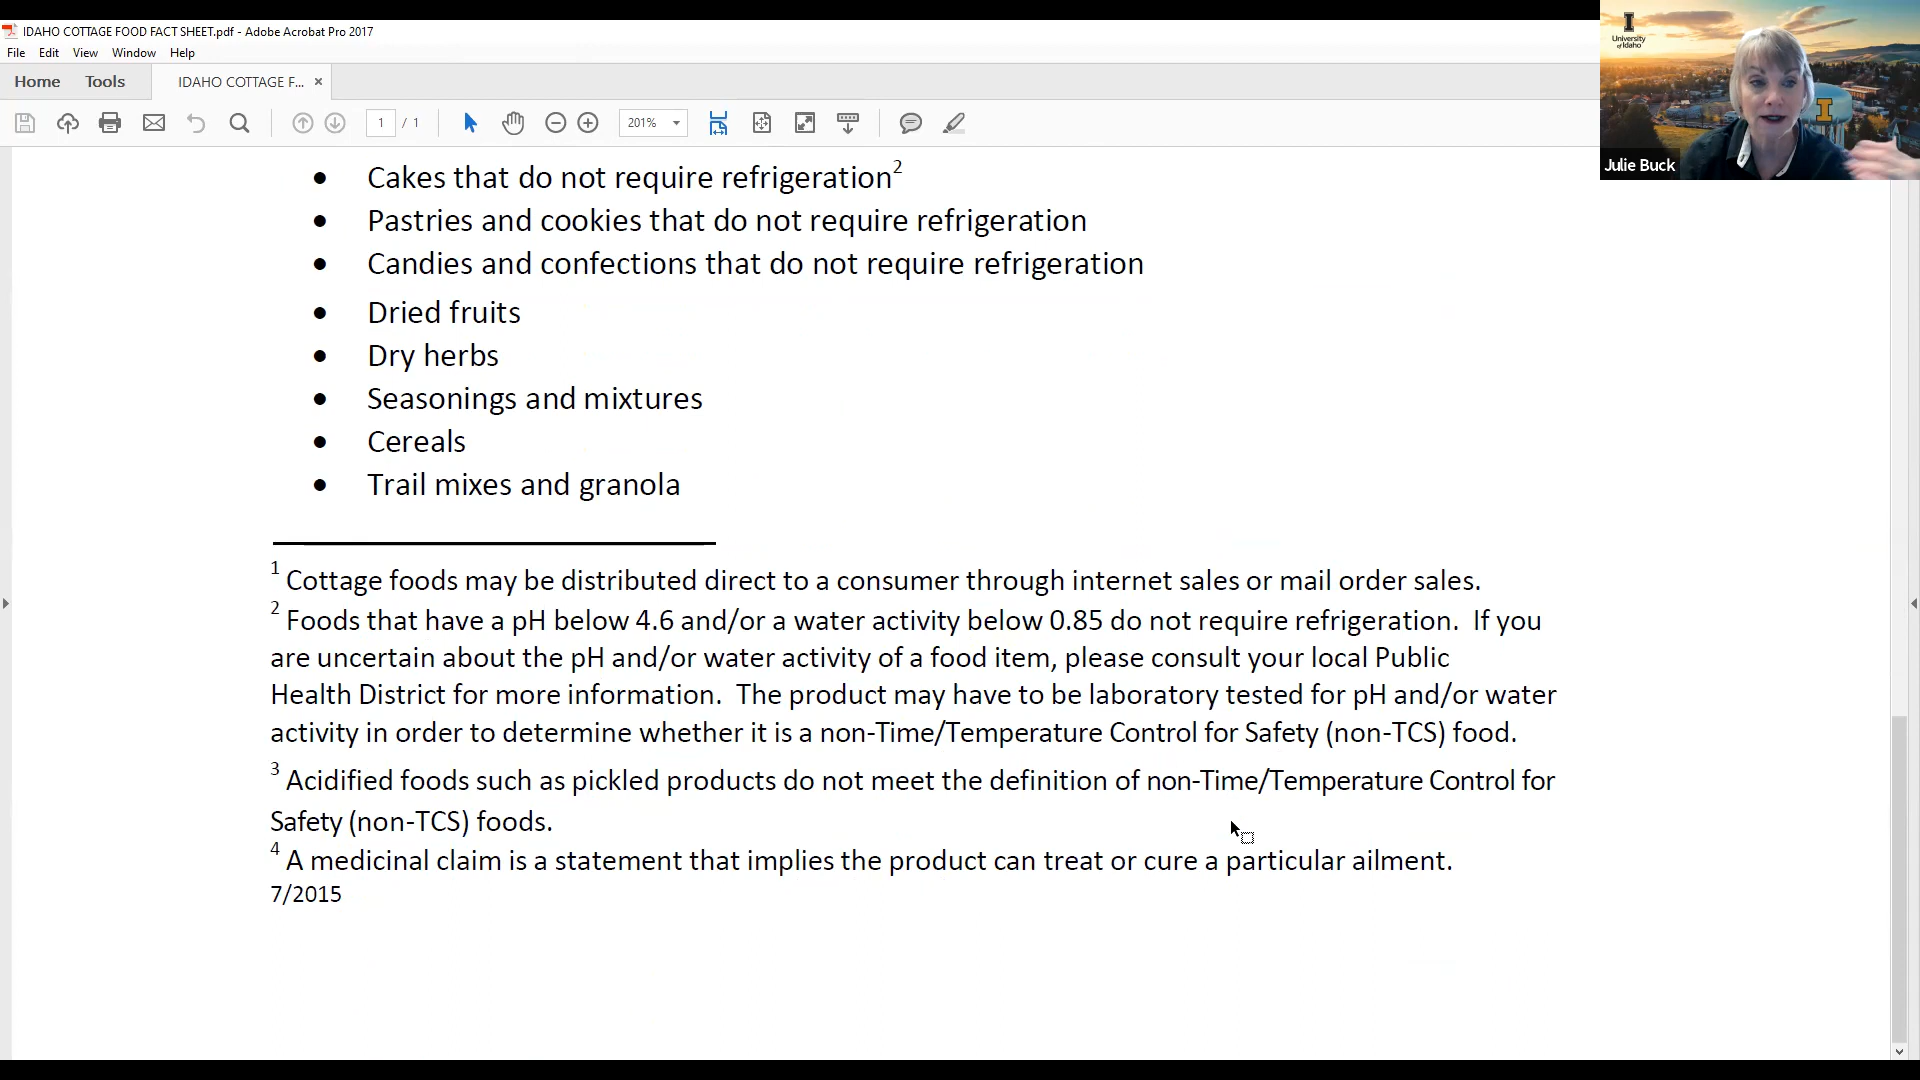 IDAHO COTTAGE FOOD FACT SHEET.pdf - Adobe Acrobat Pro 2017
File Edit View Window Help
Home Tools IDAHO COTTAGE F... ×
1 / 1 201%
University of Idaho
Julie Buck
• Cakes that do not require refrigeration2
• Pastries and cookies that do not require refrigeration
• Candies and confections that do not require refrigeration
• Dried fruits
• Dry herbs
• Seasonings and mixtures
• Cereals
• Trail mixes and granola
1 Cottage foods may be distributed direct to a consumer through internet sales or mail order sales.
2 Foods that have a pH below 4.6 and/or a water activity below 0.85 do not require refrigeration.  If you
are uncertain about the pH and/or water activity of a food item, please consult your local Public
Health District for more information.  The product may have to be laboratory tested for pH and/or water
activity in order to determine whether it is a non-Time/Temperature Control for Safety (non-TCS) food.
3 Acidified foods such as pickled products do not meet the definition of non-Time/Temperature Control for
Safety (non-TCS) foods.
4 A medicinal claim is a statement that implies the product can treat or cure a particular ailment.
7/2015